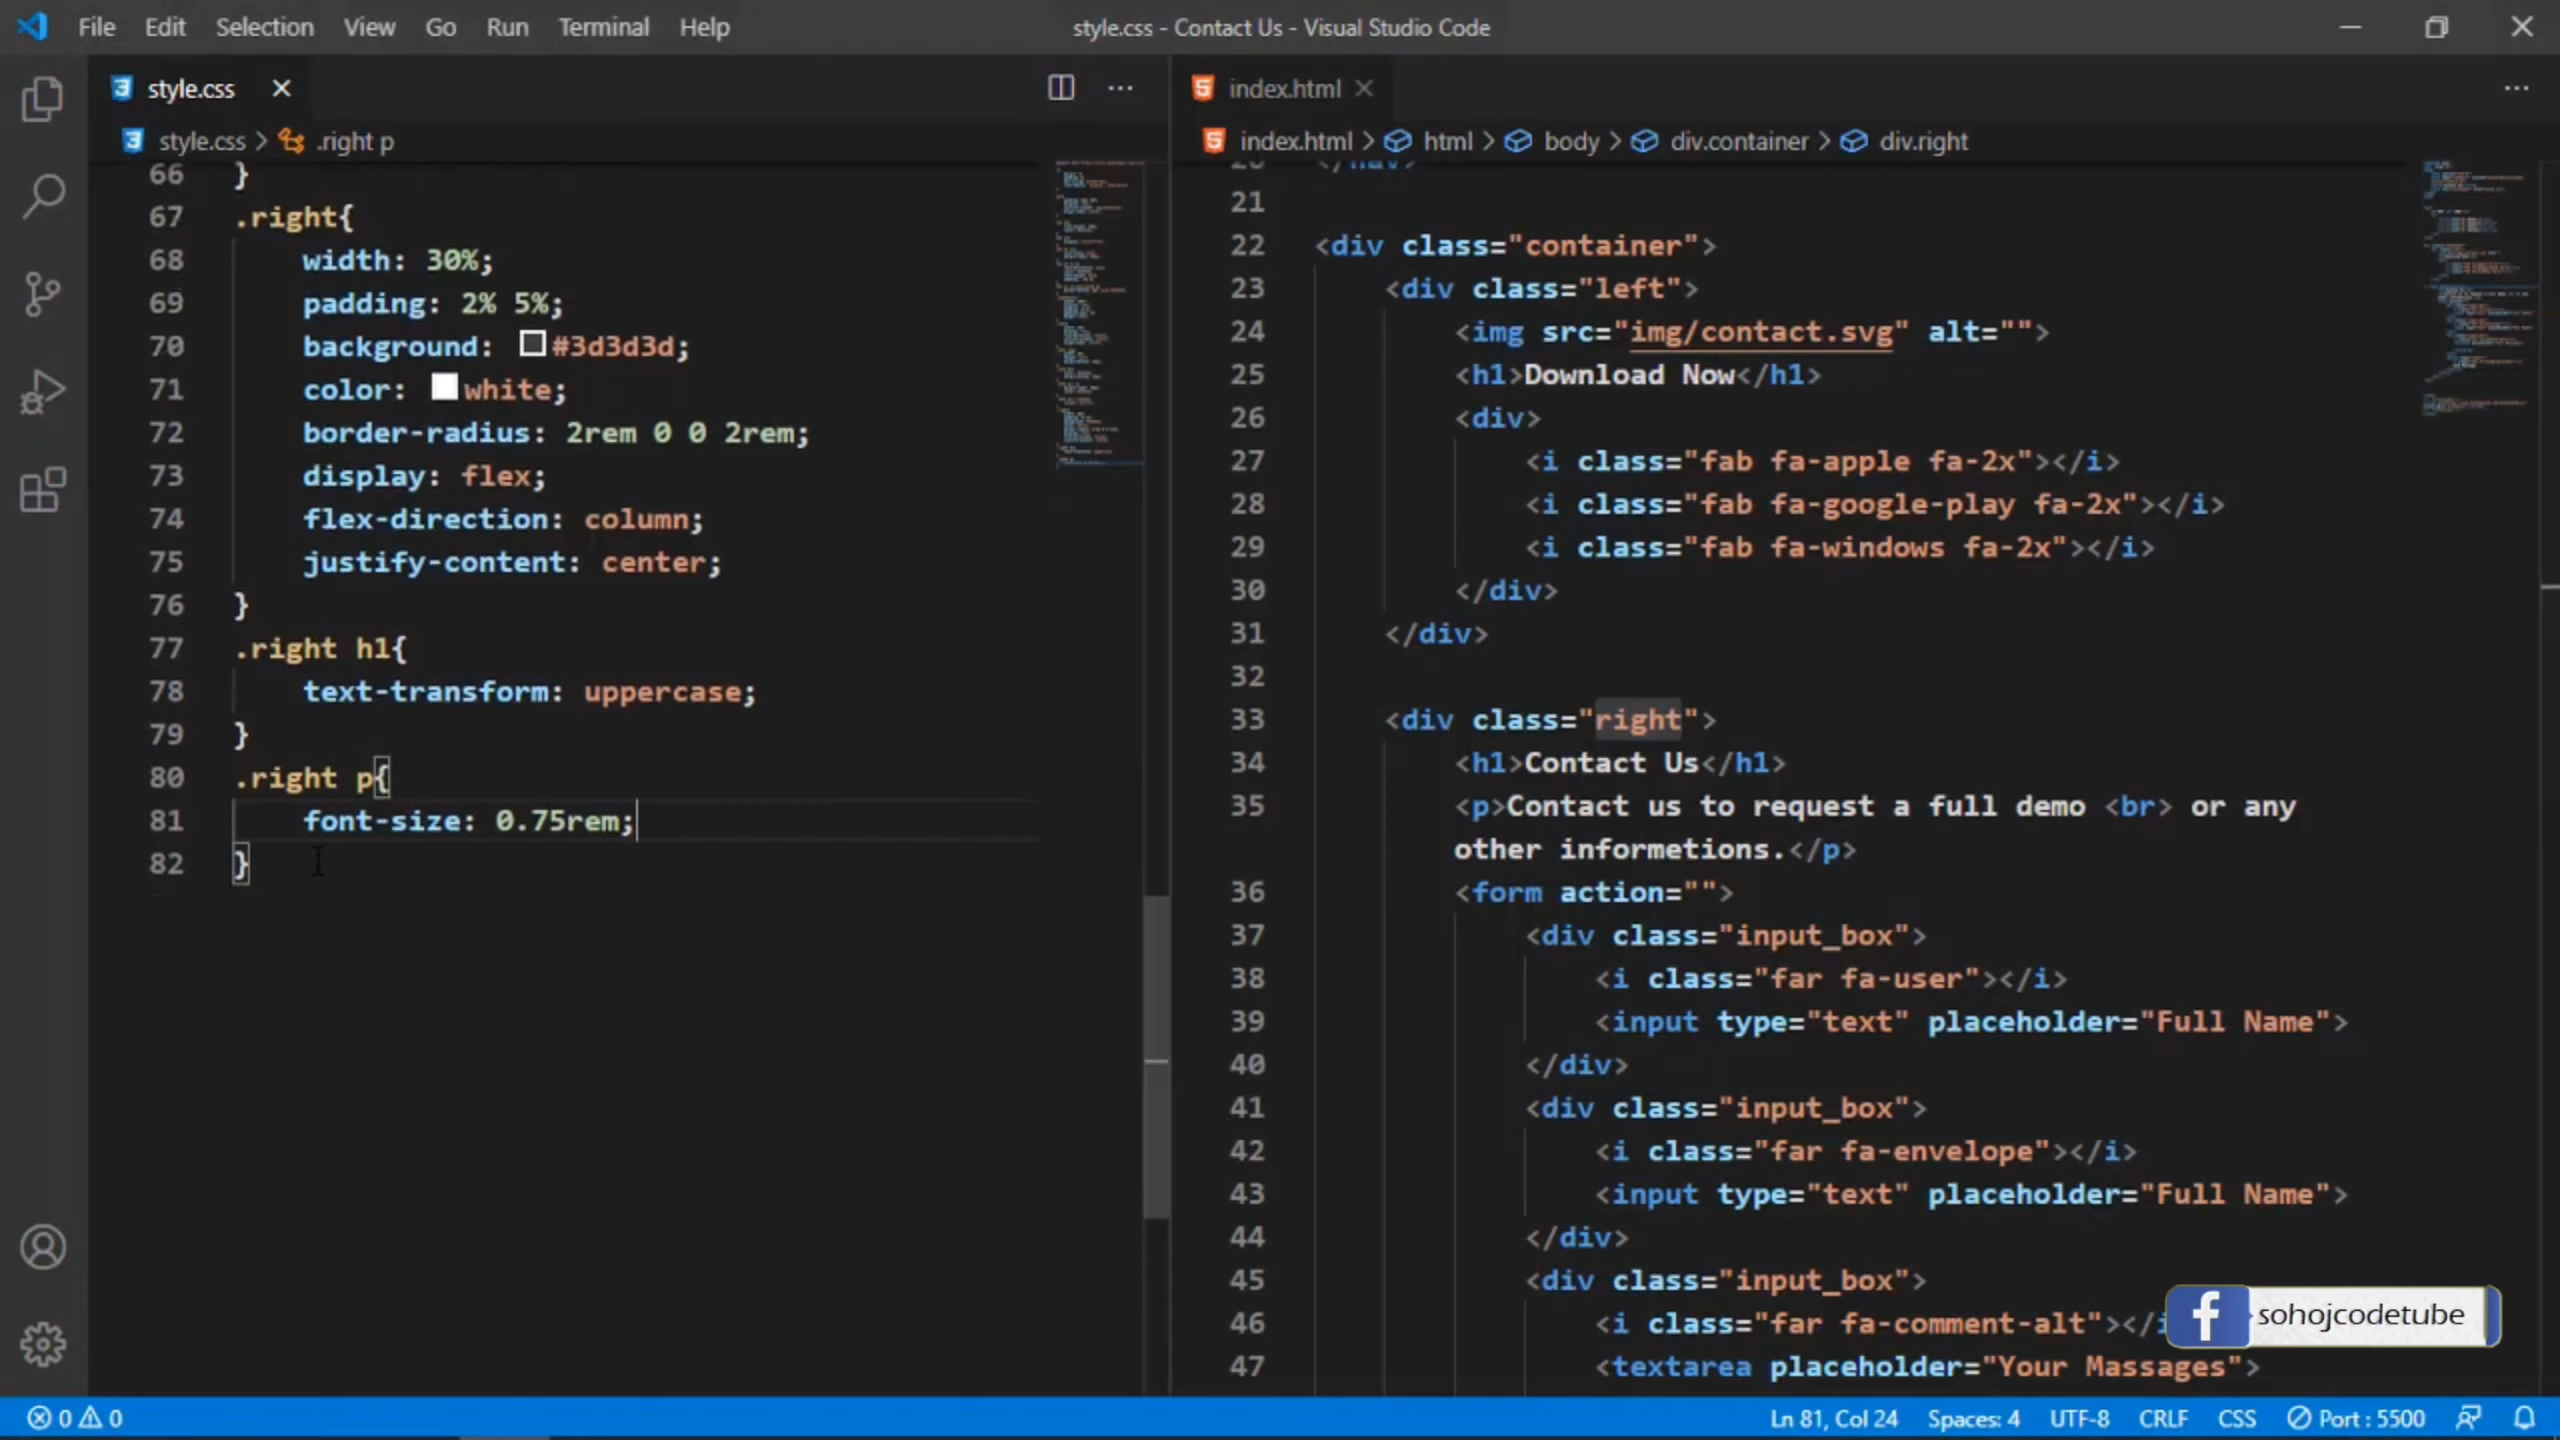 File Edit Selection View Go Run Terminal Help style.css - Contact Us - Visual Studio Code
style.css
style.css > .right p
66 }
67 .right{
68 width: 30%;
69 padding: 2% 5%;
70 background: #3d3d3d;
71 color: white;
72 border-radius: 2rem 0 0 2rem;
73 display: flex;
74 flex-direction: column;
75 justify-content: center;
76 }
77 .right h1{
78 text-transform: uppercase;
79 }
80 .right p{
81 font-size: 0.75rem;
82 }
index.html
index.html > html > body > div.container > div.right
20 </nav>
21
22 <div class="container">
23 <div class="left">
24 <img src="img/contact.svg" alt="">
25 <h1>Download Now</h1>
26 <div>
27 <i class="fab fa-apple fa-2x"></i>
28 <i class="fab fa-google-play fa-2x"></i>
29 <i class="fab fa-windows fa-2x"></i>
30 </div>
31 </div>
32
33 <div class="right">
34 <h1>Contact Us</h1>
35 <p>Contact us to request a full demo <br> or any
other informetions.</p>
36 <form action="">
37 <div class="input_box">
38 <i class="far fa-user"></i>
39 <input type="text" placeholder="Full Name">
40 </div>
41 <div class="input_box">
42 <i class="far fa-envelope"></i>
43 <input type="text" placeholder="Full Name">
44 </div>
45 <div class="input_box">
46 <i class="far fa-comment-alt"></i
47 <textarea placeholder="Your Massages">
sohojcodetube
0 0 Ln 81, Col 24 Spaces: 4 UTF-8 CRLF CSS Port : 5500